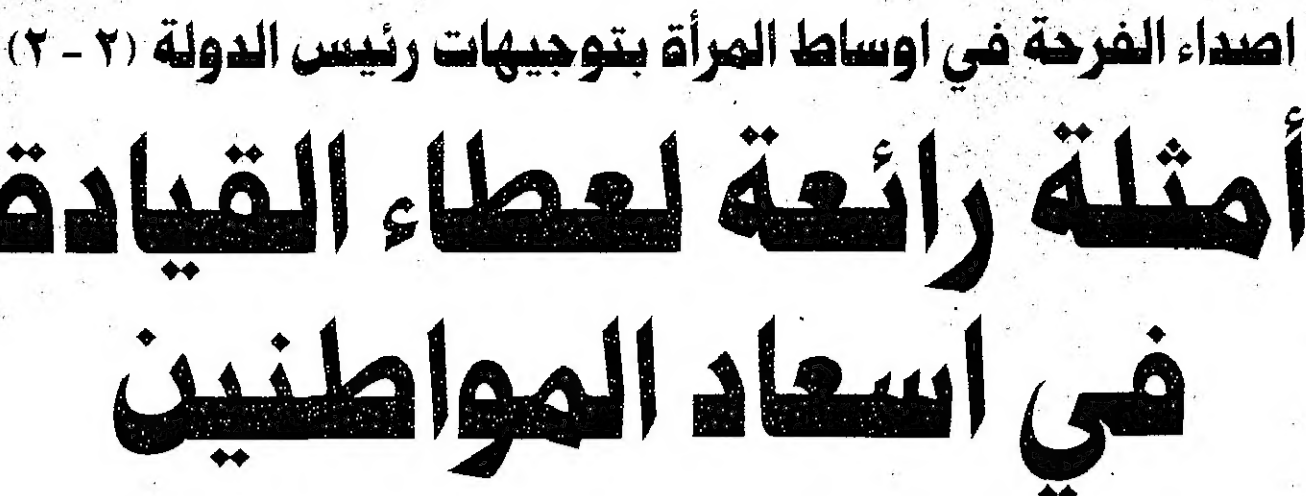 اصداء الفرحة في اوساط المرأة بتوجيهات رئيس الدولة (٢ - ٢)
أمثلة رائعة لعطاء القيادة
في اسعاد المواطنين